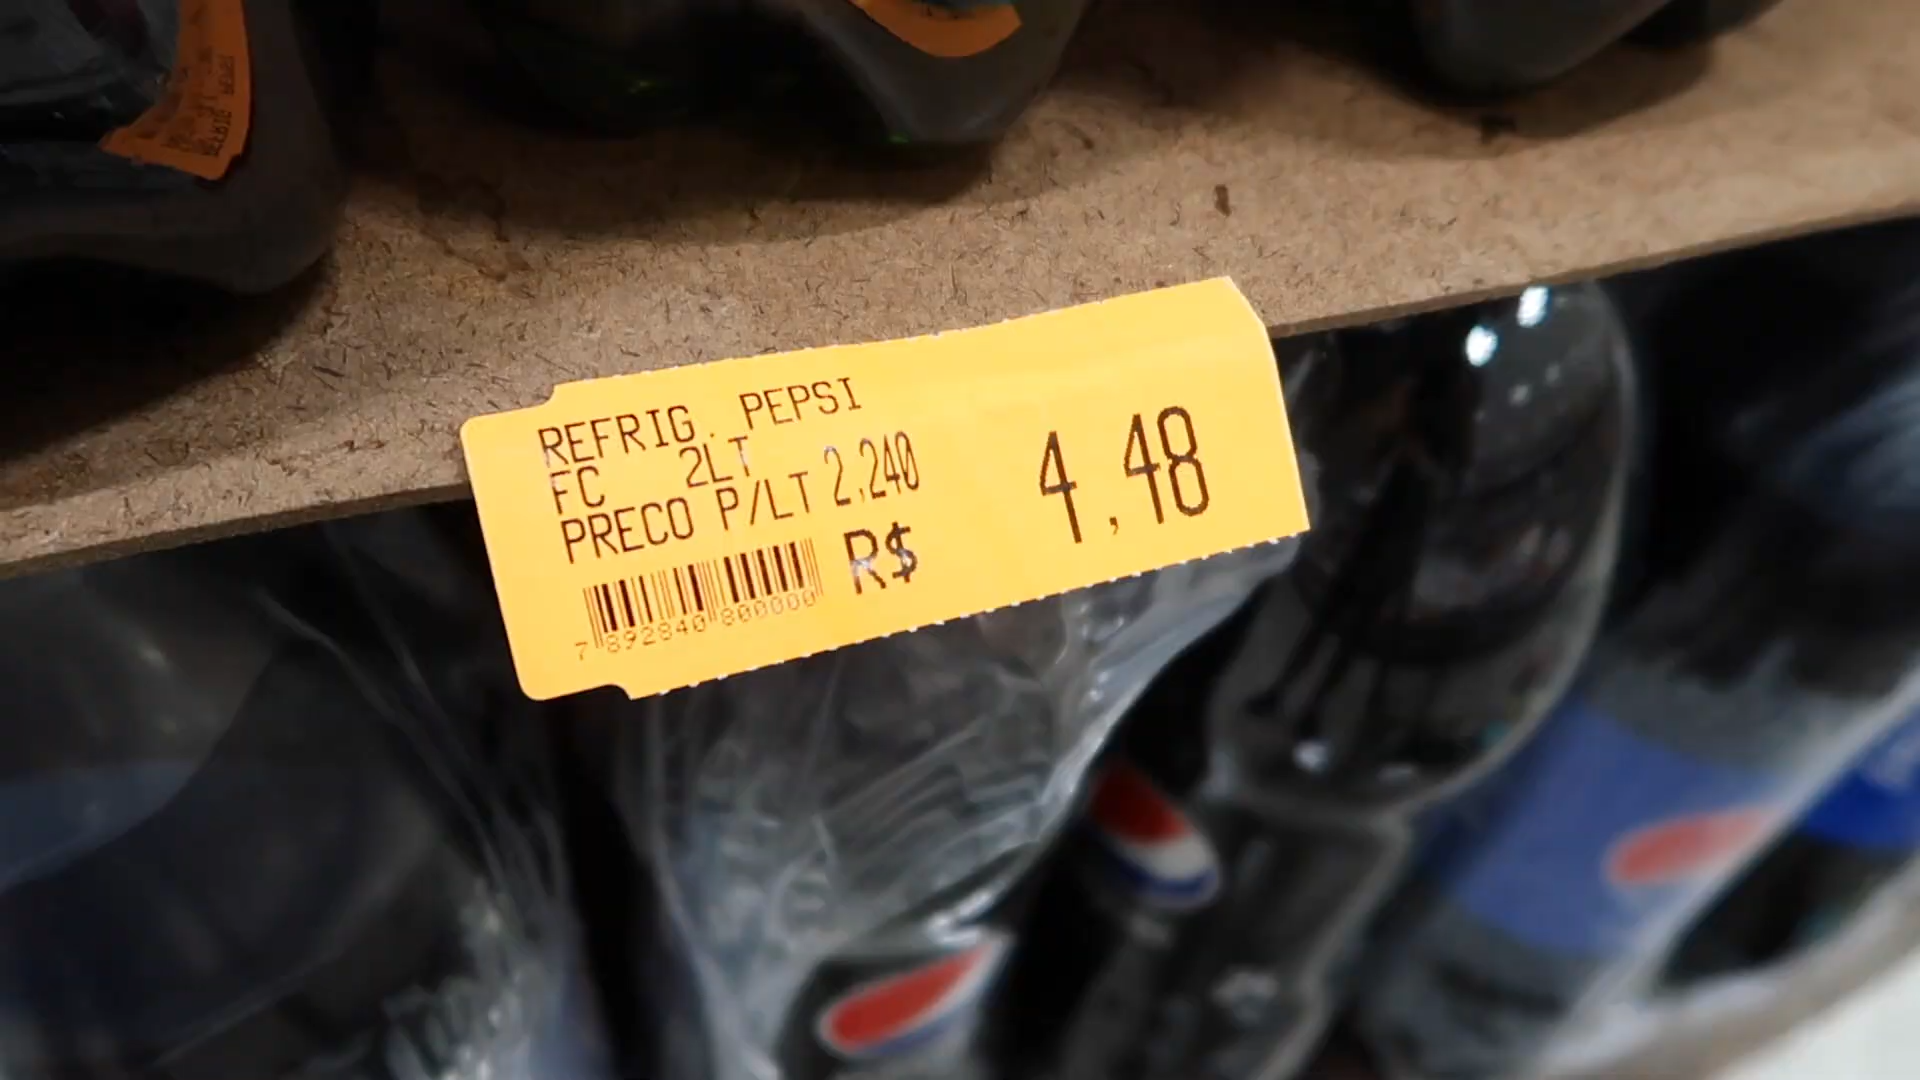 REFRIG. PEPSI
FC 2LT
PRECO P/LT 2,240
R$ 4,48
7 892840 800000